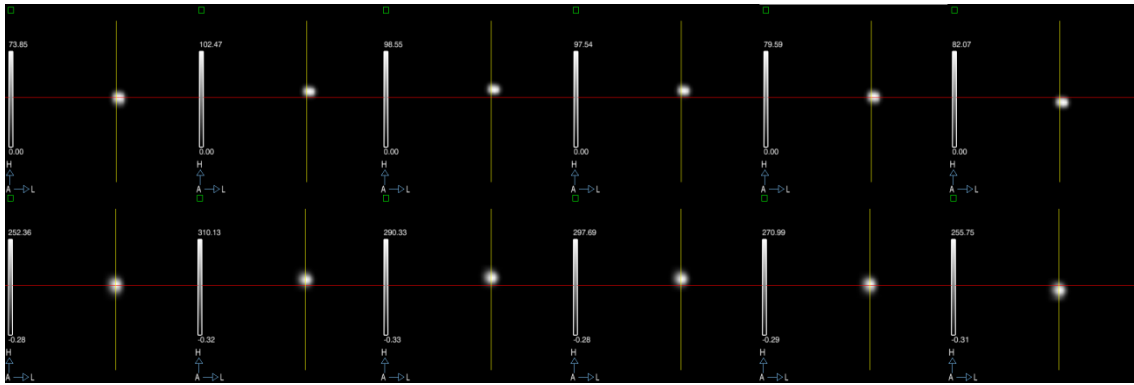 73.85 102.47 98.55 97.54 79.59 82.07
0.00 0.00 0.00 0.00 0.00 0.00
H H H H H H
A L A L A L A L A L A L
252.36 310.13 290.33 297.69 270.99 255.75
-0.28 -0.32 -0.33 -0.28 -0.29 -0.31
H H H H H H
A L A L A L A L A L A L